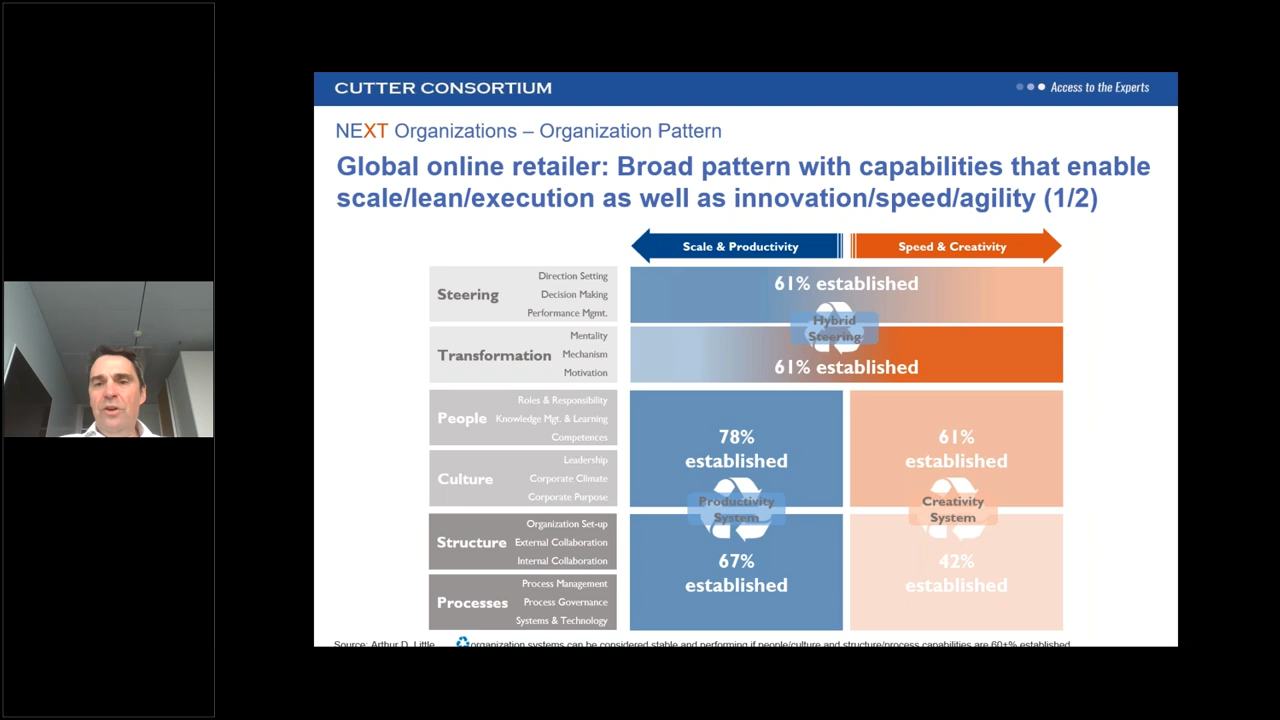 CUTTER CONSORTIUM
Access to the Experts
NEXT Organizations – Organization Pattern
Global online retailer: Broad pattern with capabilities that enable
scale/lean/execution as well as innovation/speed/agility (1/2)
Scale & Productivity
Speed & Creativity
Steering
Direction Setting
Decision Making
Performance Mgmt.
61% established
Hybrid
Steering
Transformation
Mentality
Mechanism
Motivation
61% established
People
Roles & Responsibility
Knowledge Mgt. & Learning
Competences
78%
established
61%
established
Culture
Leadership
Corporate Climate
Corporate Purpose
Productivity
System
Creativity
System
Structure
Organization Set-up
External Collaboration
Internal Collaboration
67%
established
42%
established
Processes
Process Management
Process Governance
Systems & Technology
Source: Arthur D. Little
organization systems can be considered stable and performing if people/culture and structure/process capabilities are 60+% established